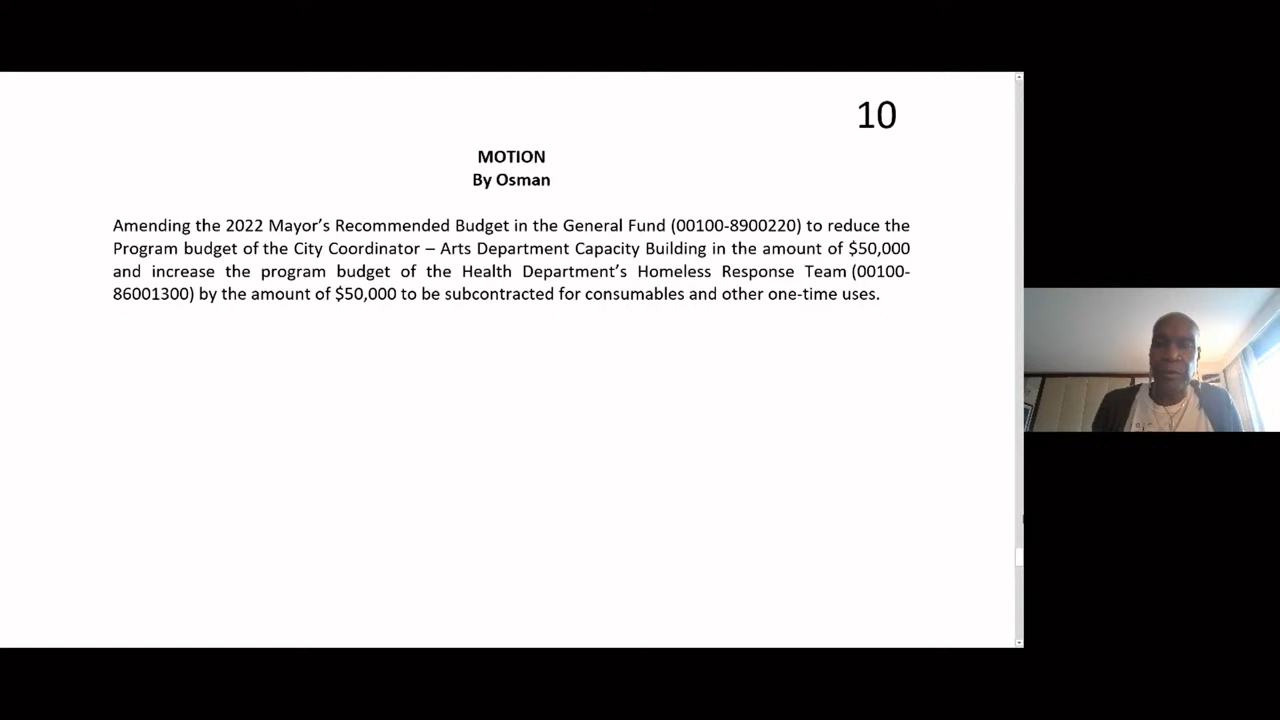 10
MOTION
By Osman
Amending the 2022 Mayor’s Recommended Budget in the General Fund (00100-8900220) to reduce the
Program budget of the City Coordinator – Arts Department Capacity Building in the amount of $50,000
and increase the program budget of the Health Department’s Homeless Response Team (00100-
86001300) by the amount of $50,000 to be subcontracted for consumables and other one-time uses.